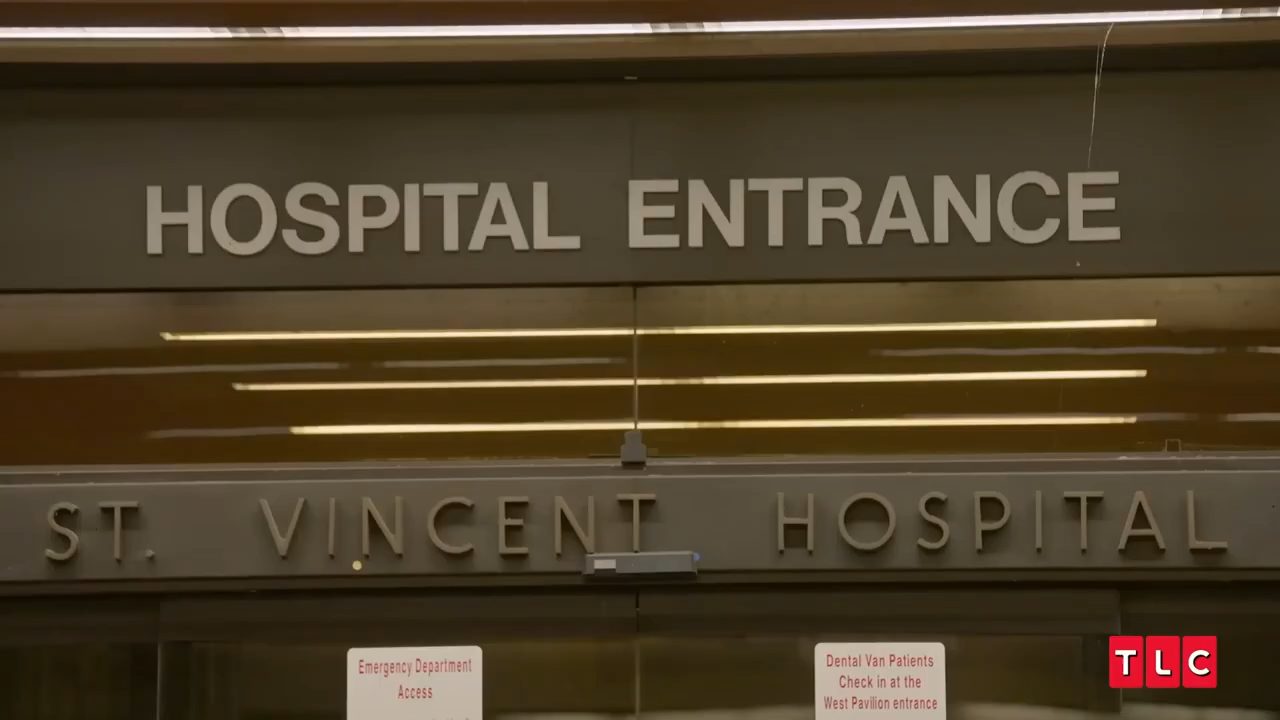 HOSPITAL ENTRANCE
ST. VINCENT HOSPITAL
Emergency Department
Access
Dental Van Patients
Check in at the
West Pavilion entrance
TLC